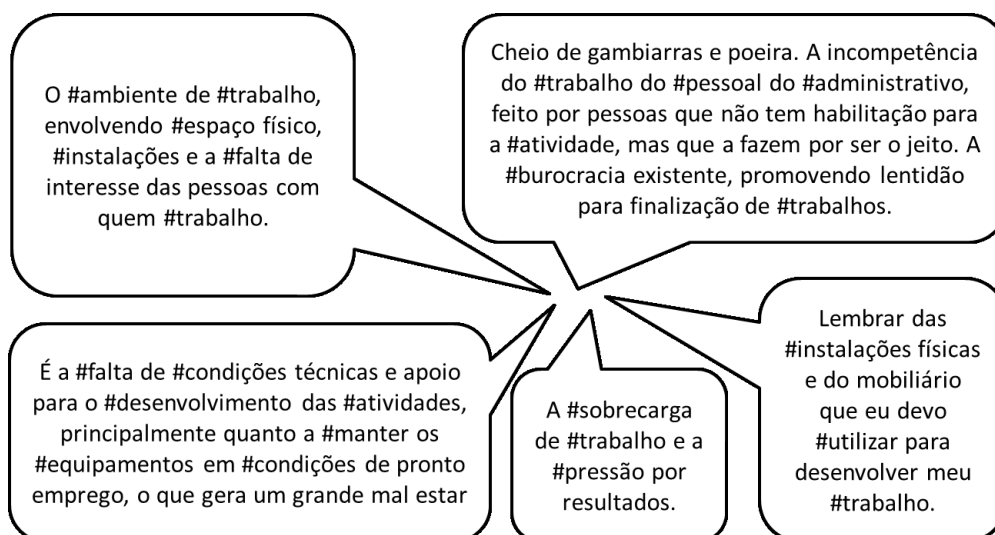 O #ambiente de #trabalho,
envolvendo #espaço físico,
#instalações e a #falta de
interesse das pessoas com
quem #trabalho.
Cheio de gambiarras e poeira. A incompetência
do #trabalho do #pessoal do #administrativo,
feito por pessoas que não tem habilitação para
a #atividade, mas que a fazem por ser o jeito. A
#burocracia existente, promovendo lentidão
para finalização de #trabalhos.
É a #falta de #condições técnicas e apoio
para o #desenvolvimento das #atividades,
principalmente quanto a #manter os
#equipamentos em #condições de pronto
emprego, o que gera um grande mal estar
A #sobrecarga
de #trabalho e a
#pressão por
resultados.
Lembrar das
#instalações físicas
e do mobiliário
que eu devo
#utilizar para
desenvolver meu
#trabalho.